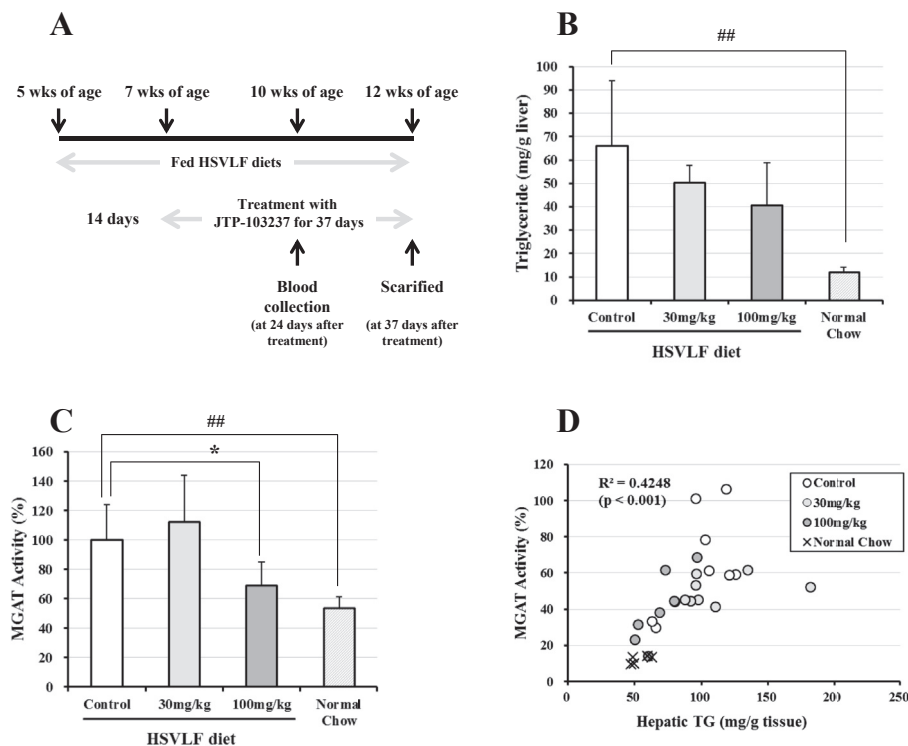 A
5 wks of age 7 wks of age 10 wks of age 12 wks of age
Fed HSVLF diets
14 days
Treatment with
JTP-103237 for 37 days
Blood
collection
(at 24 days after
treatment)
Scarified
(at 37 days after
treatment)
B
##
Triglyceride (mg/g liver)
100
90
80
70
60
50
40
30
20
10
0
Control 30mg/kg 100mg/kg Normal
Chow
HSVLF diet
C
##
*
MGAT Activity (%)
160
140
120
100
80
60
40
20
0
Control 30mg/kg 100mg/kg Normal
Chow
HSVLF diet
D
R² = 0.4248
(p < 0.001)
Control
30mg/kg
100mg/kg
Normal Chow
MGAT Activity (%)
120
100
80
60
40
20
0
0 50 100 150 200 250
Hepatic TG (mg/g tissue)